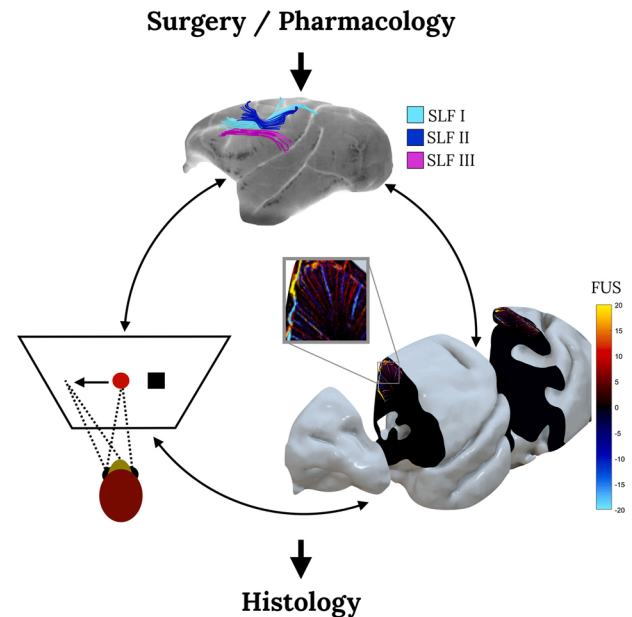 Surgery / Pharmacology
SLF I
SLF II
SLF III
FUS
20
15
10
5
0
-5
-10
-15
-20
Histology